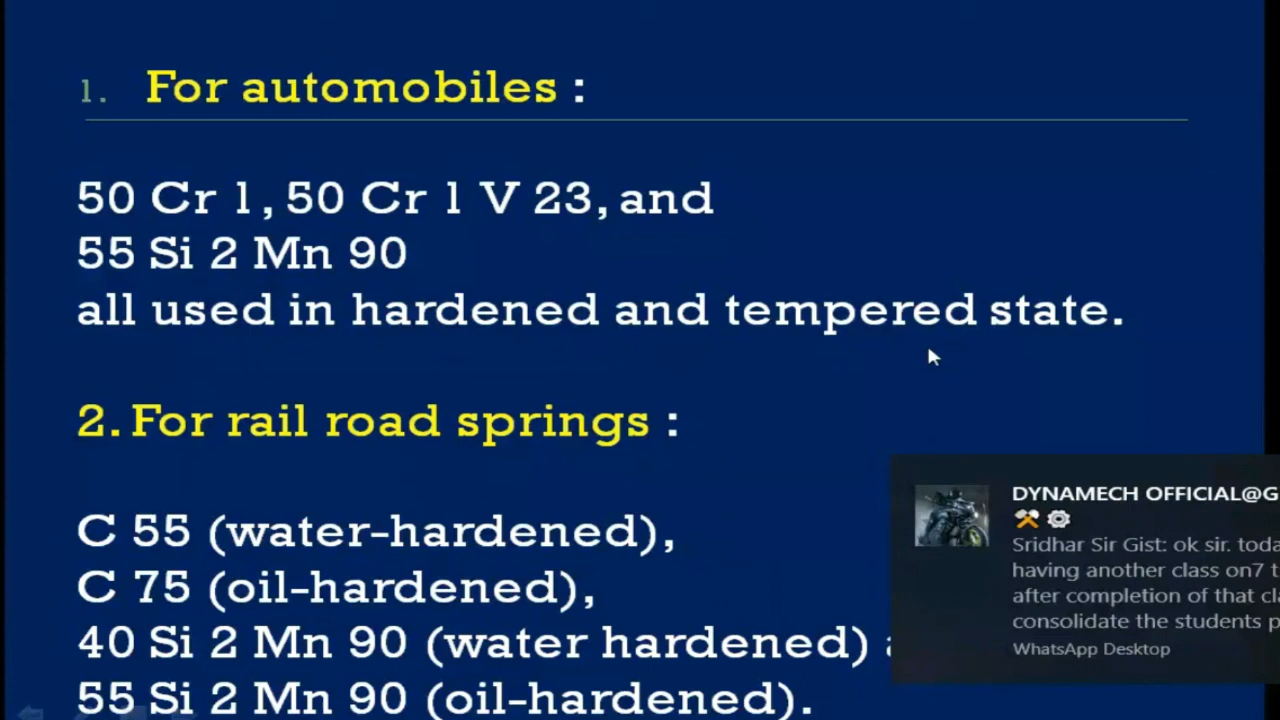 1. For automobiles :
50 Cr 1, 50 Cr 1 V 23, and
55 Si 2 Mn 90
all used in hardened and tempered state.
2. For rail road springs :
C 55 (water-hardened),
C 75 (oil-hardened),
40 Si 2 Mn 90 (water hardened)
55 Si 2 Mn 90 (oil-hardened).
DYNAMECH OFFICIAL@G
Sridhar Sir Gist: ok sir. toda
having another class on7 t
after completion of that cla
consolidate the students p
WhatsApp Desktop